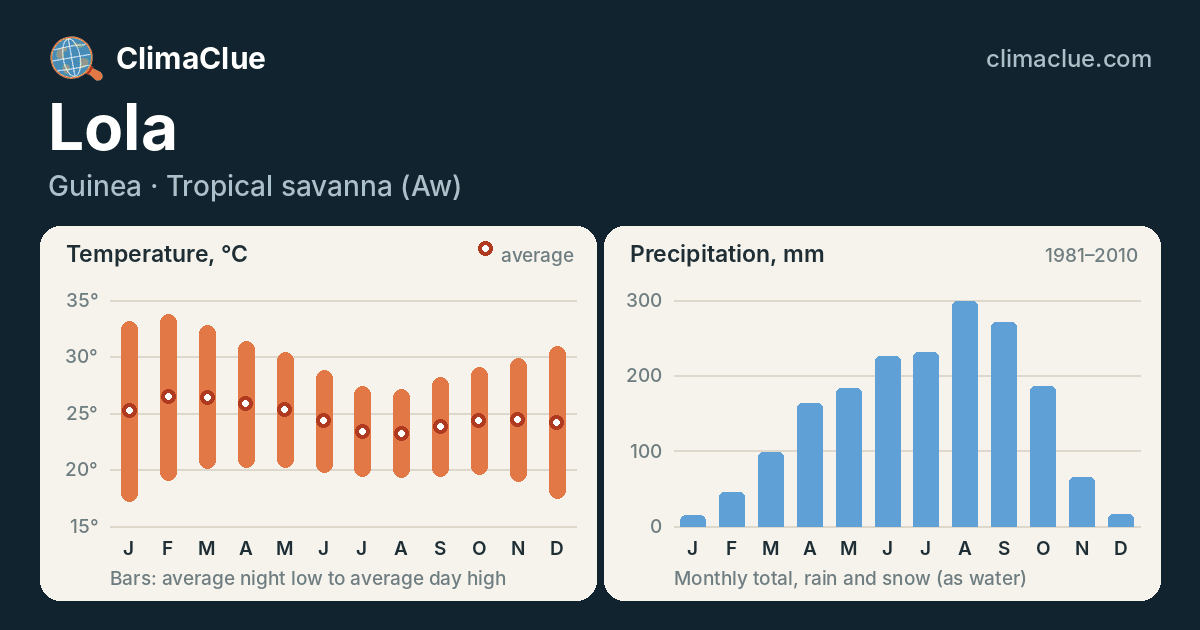 ClimaClue
climaclue.com
Lola
Guinea · Tropical savanna (Aw)
Temperature, °C
average
35°
30°
25°
20°
15°
J F M A M J J A S O N D
Bars: average night low to average day high
Precipitation, mm
1981–2010
300
200
100
0
J F M A M J J A S O N D
Monthly total, rain and snow (as water)